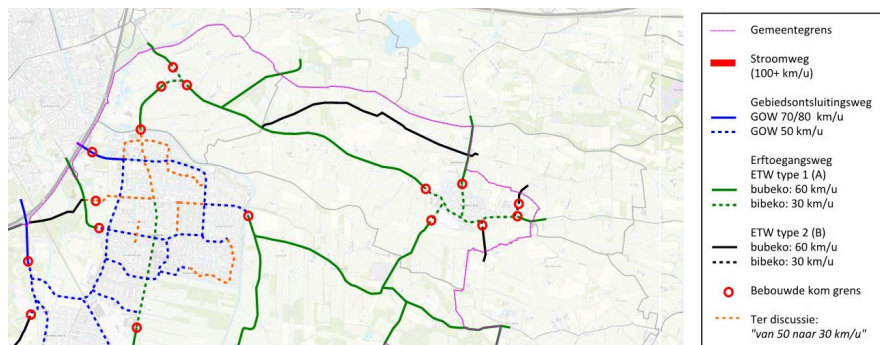 Gemeentegrens
Stroomweg
(100+ km/u)
Gebiedsontsluitingsweg
GOW 70/80 km/u
GOW 50 km/u
Erftoegangsweg
ETW type 1 (A)
bubeko: 60 km/u
bibeko: 30 km/u
ETW type 2 (B)
bubeko: 60 km/u
bibeko: 30 km/u
Bebouwde kom grens
Ter discussie:
"van 50 naar 30 km/u"